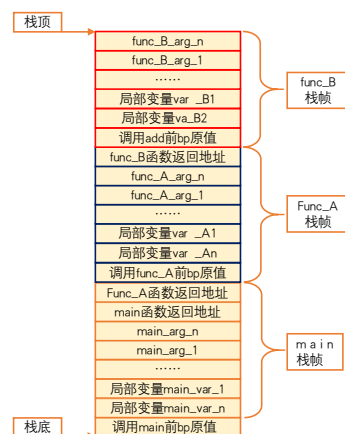 栈顶
func_B_arg_n
func_B_arg_1
……
局部变量var _B1
局部变量va_B2
调用add前bp原值
func_B函数返回地址
func_A_arg_n
func_A_arg_1
……
局部变量var _A1
局部变量var _An
调用func_A前bp原值
Func_A函数返回地址
main函数返回地址
main_arg_n
main_arg_1
……
局部变量main_var_1
局部变量main_var_n
调用main前bp原值
栈底
func_B
栈帧
Func_A
栈帧
main
栈帧